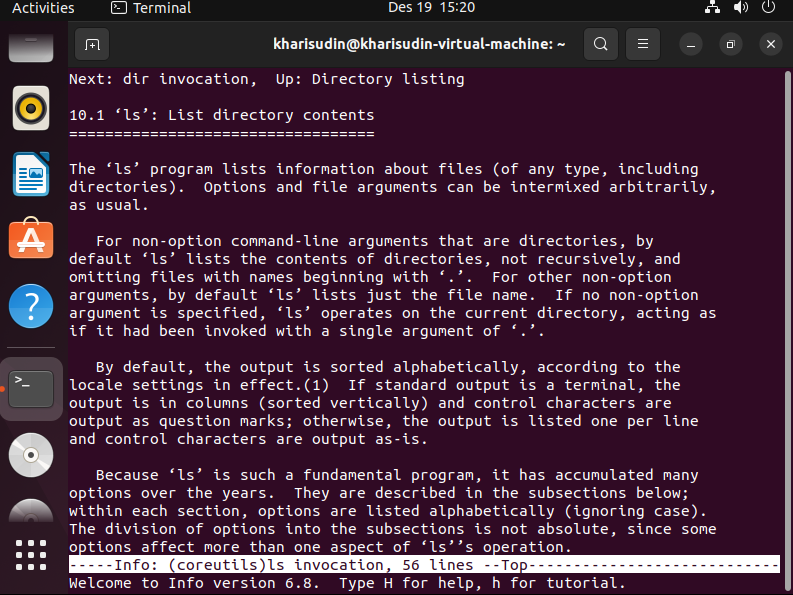 Activities
Terminal
Des 19 15:20
kharisudin@kharisudin-virtual-machine: ~
Next: dir invocation,  Up: Directory listing
10.1 ‘ls’: List directory contents
==================================
The ‘ls’ program lists information about files (of any type, including
directories).  Options and file arguments can be intermixed arbitrarily,
as usual.
For non-option command-line arguments that are directories, by
default ‘ls’ lists the contents of directories, not recursively, and
omitting files with names beginning with ‘.’.  For other non-option
arguments, by default ‘ls’ lists just the file name.  If no non-option
argument is specified, ‘ls’ operates on the current directory, acting as
if it had been invoked with a single argument of ‘.’.
By default, the output is sorted alphabetically, according to the
locale settings in effect.(1)  If standard output is a terminal, the
output is in columns (sorted vertically) and control characters are
output as question marks; otherwise, the output is listed one per line
and control characters are output as-is.
Because ‘ls’ is such a fundamental program, it has accumulated many
options over the years.  They are described in the subsections below;
within each section, options are listed alphabetically (ignoring case).
The division of options into the subsections is not absolute, since some
options affect more than one aspect of ‘ls’’s operation.
-----Info: (coreutils)ls invocation, 56 lines --Top----------------------------
Welcome to Info version 6.8.  Type H for help, h for tutorial.